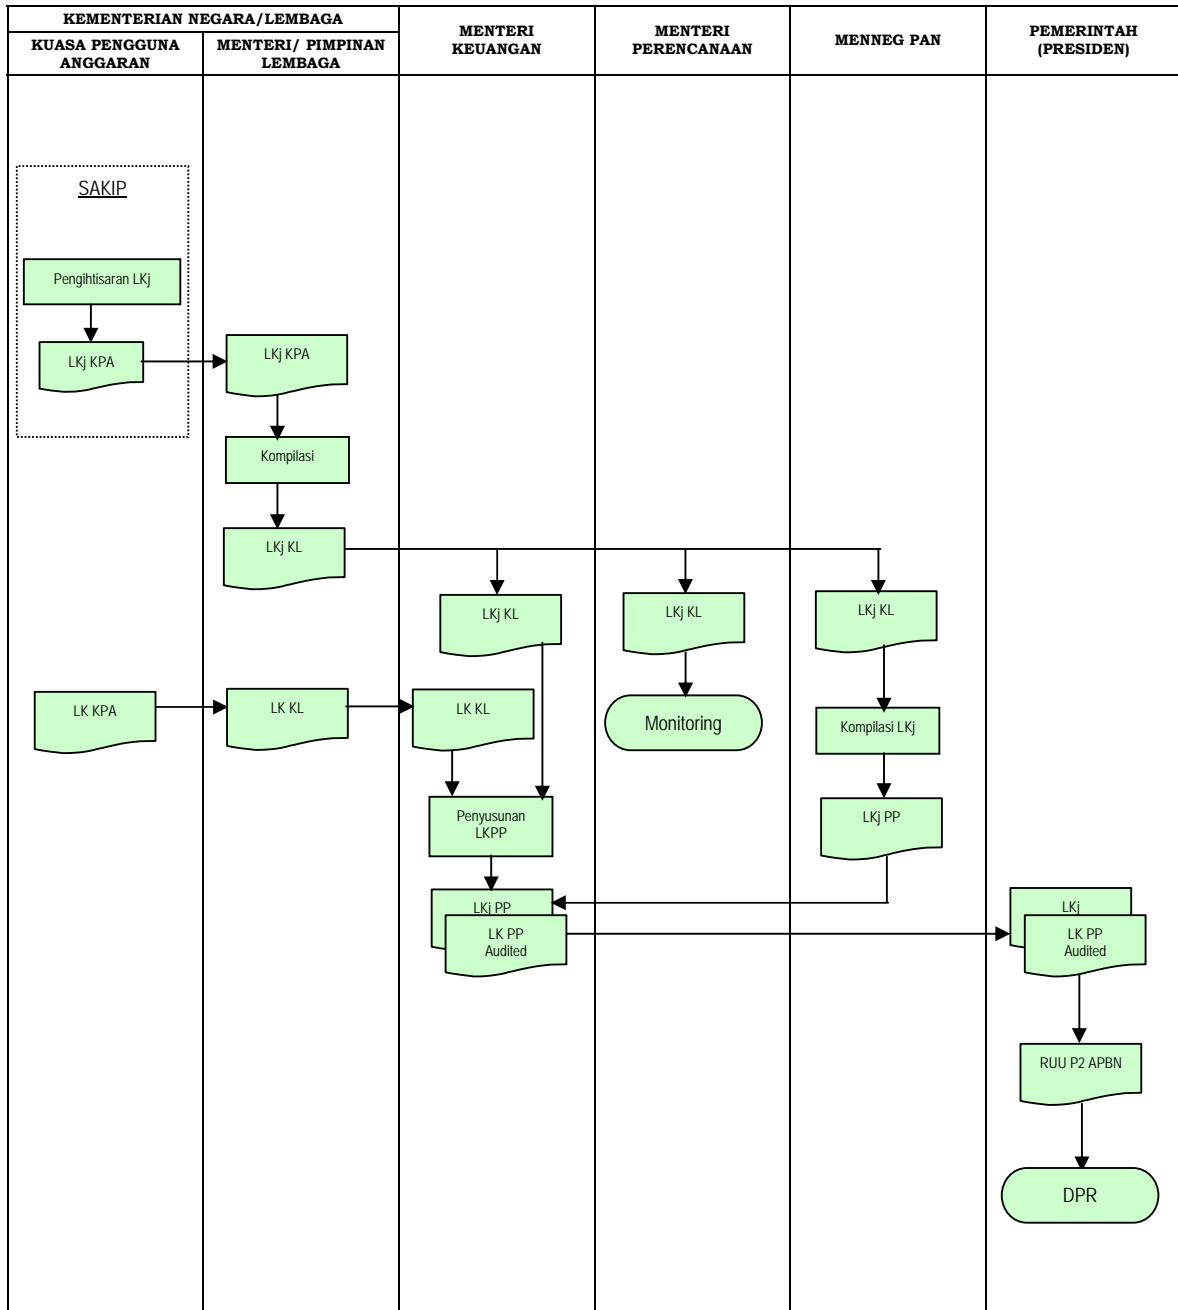 KEMENTERIAN NEGARA/LEMBAGA
KUASA PENGGUNA
ANGGARAN
MENTERI/ PIMPINAN
LEMBAGA
MENTERI
KEUANGAN
MENTERI
PERENCANAAN
MENNEG PAN
PEMERINTAH
(PRESIDEN)
SAKIP
Pengihtisaran LKj
LKj KPA
LKj KPA
Kompilasi
LKj KL
LKj KL
LKj KL
LKj KL
LK KPA
LK KL
LK KL
Monitoring
Kompilasi LKj
Penyusunan
LKPP
LKj PP
LKj PP
LK PP
Audited
LKj
LK PP
Audited
RUU P2 APBN
DPR